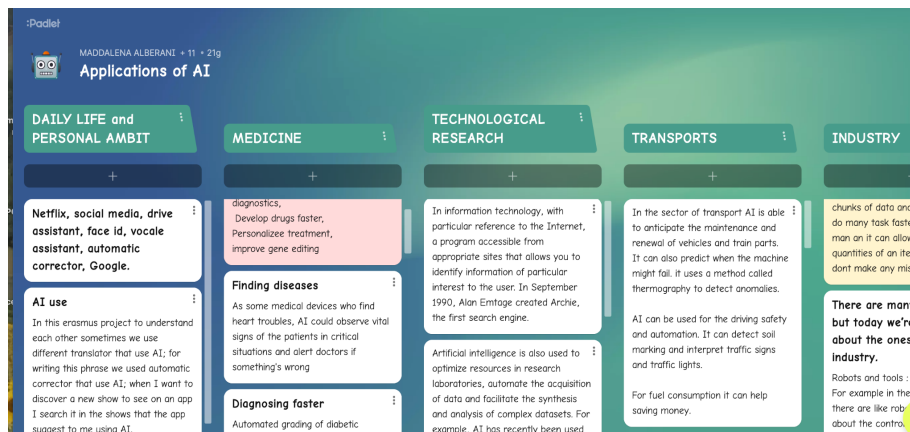 :Padlet
MADDALENA ALBERANI + 11 • 21g
Applications of AI
DAILY LIFE and
PERSONAL AMBIT
Netflix, social media, drive
assistant, face id, vocale
assistant, automatic
corrector, Google.
AI use
In this erasmus project to understand
each other sometimes we use
different translator that use AI; for
writing this phrase we used automatic
corrector that use AI; when I want to
discover a new show to see on an app
I search it in the shows that the app
suggest to me using AI.
MEDICINE
diagnostics,
Develop drugs faster,
Personalizee treatment,
improve gene editing
Finding diseases
As some medical devices who find
heart troubles, AI could observe vital
signs of the patients in critical
situations and alert doctors if
something's wrong
Diagnosing faster
Automated grading of diabetic
TECHNOLOGICAL
RESEARCH
In information technology, with
particular reference to the Internet,
a program accessible from
appropriate sites that allows you to
identify information of particular
interest to the user. In September
1990, Alan Emtage created Archie,
the first search engine.
Artificial intelligence is also used to
optimize resources in research
laboratories, automate the acquisition
of data and facilitate the synthesis
and analysis of complex datasets. For
example, AI has recently been used
TRANSPORTS
In the sector of transport AI is able
to anticipate the maintenance and
renewal of vehicles and train parts.
It can also predict when the machine
might fail. it uses a method called
thermography to detect anomalies.
AI can be used for the driving safety
and automation. It can detect soil
marking and interpret traffic signs
and traffic lights.
For fuel consumption it can help
saving money.
INDUSTRY
chunks of data and
do many task faste
man an it can allow
quantities of an ite
dont make any mis
There are man
but today we're
about the ones
industry.
Robots and tools :
For example in the
there are like rob
about the contro